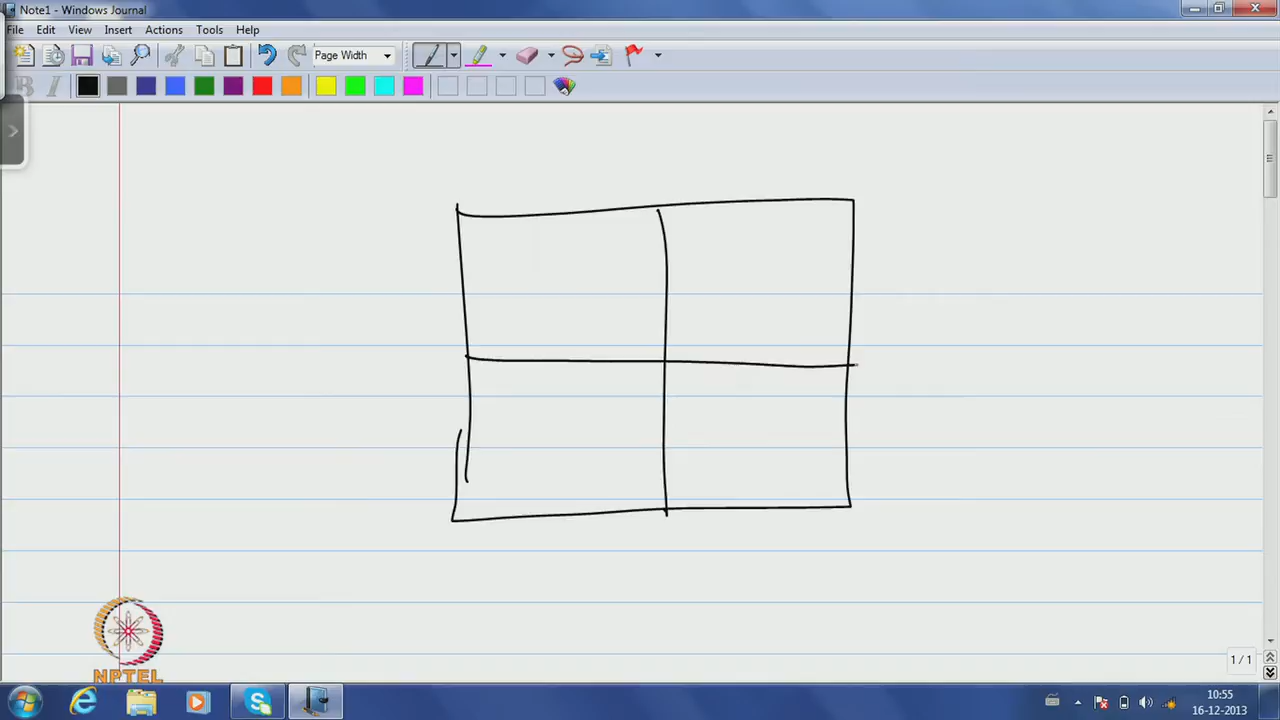 Note1 - Windows Journal
File Edit View Insert Actions Tools Help
Page Width
B I
1 / 1
NPTEL
10:55
16-12-2013